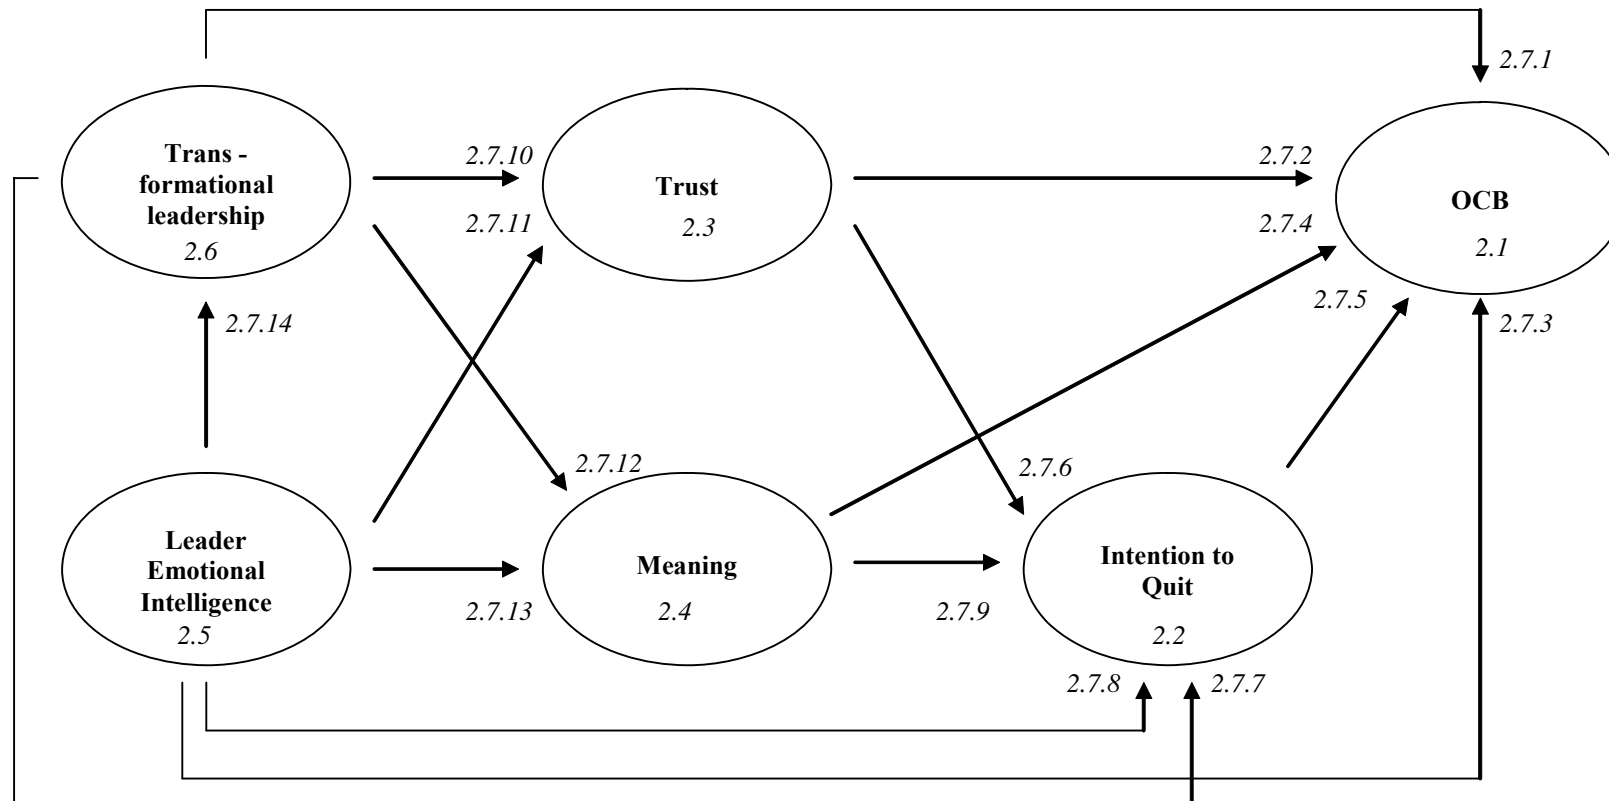 2.7.1
Trans -
formational
leadership
2.6
2.7.10
2.7.11
Trust
2.3
2.7.2
2.7.4
OCB
2.1
2.7.5
2.7.3
2.7.14
2.7.12
2.7.6
Leader
Emotional
Intelligence
2.5
2.7.13
Meaning
2.4
2.7.9
Intention to
Quit
2.2
2.7.8
2.7.7